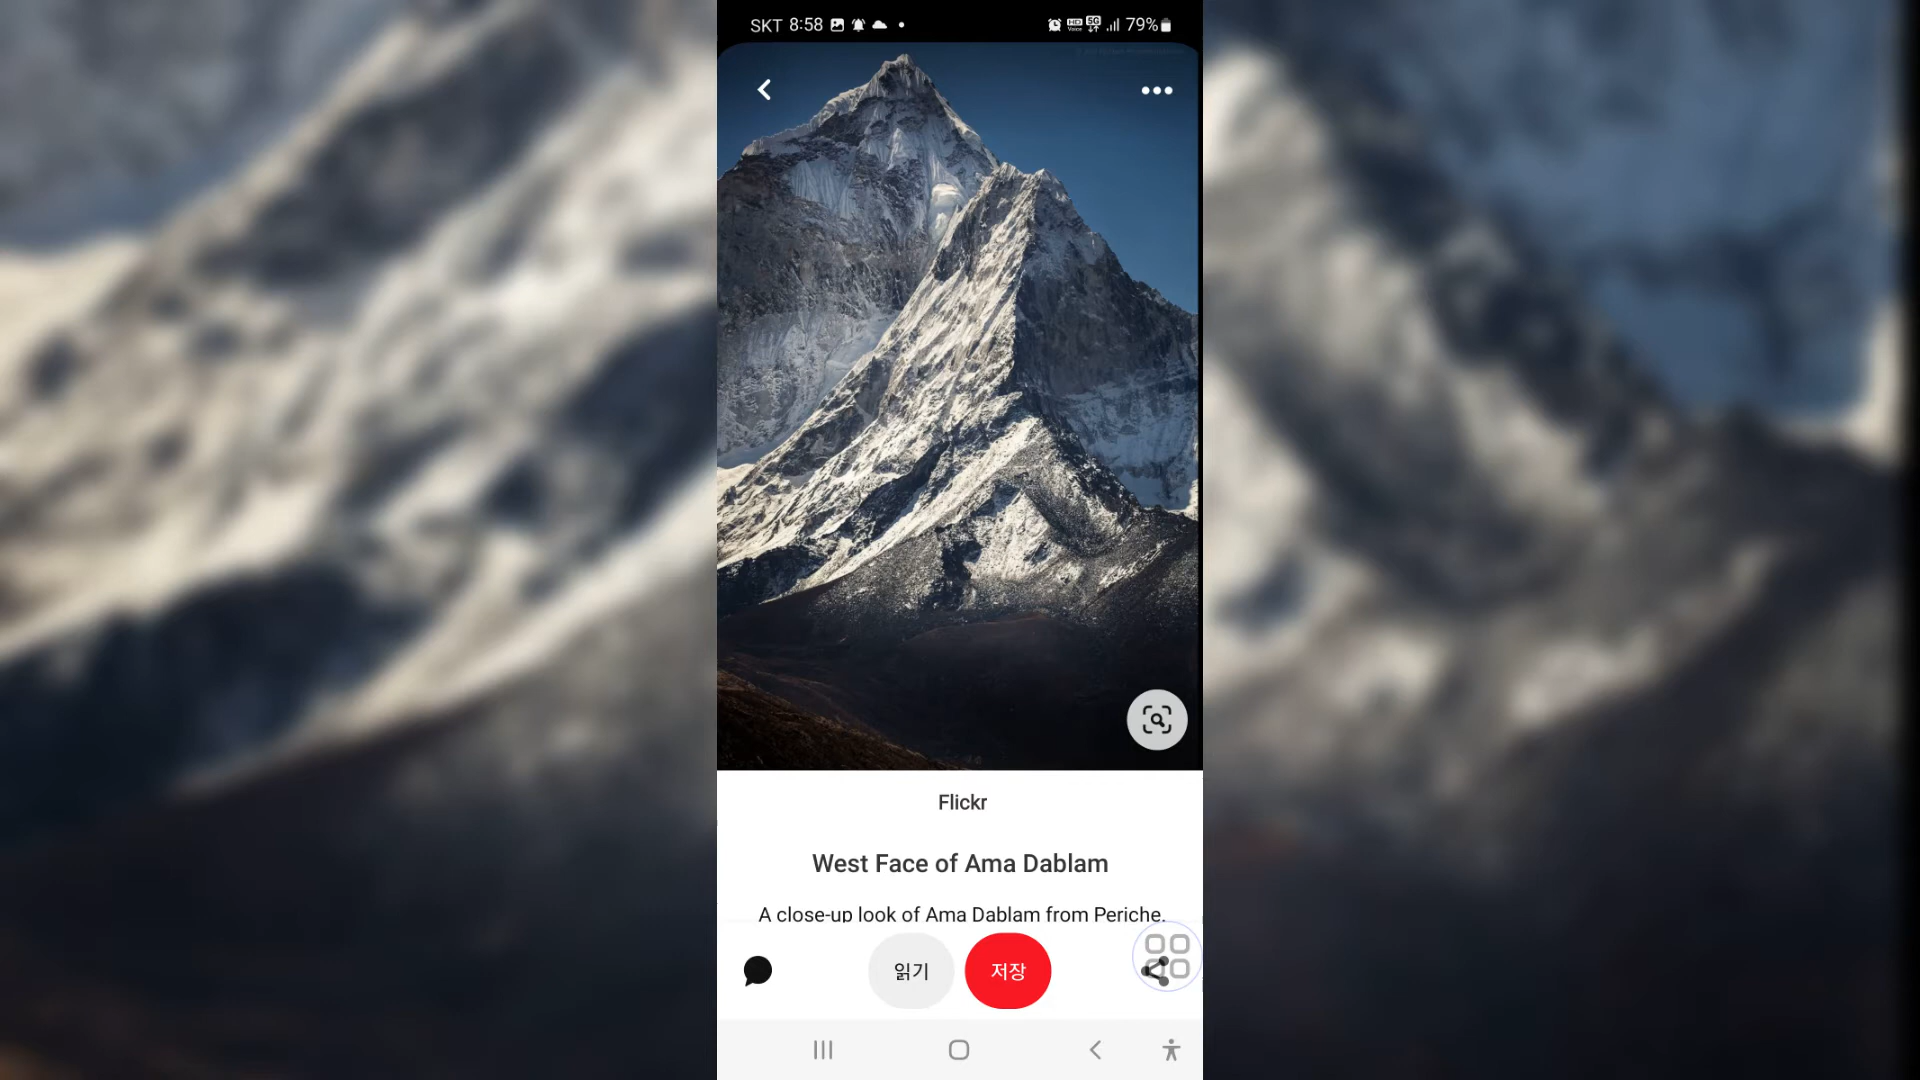 SKT 8:58 79%
Flickr
West Face of Ama Dablam
A close-up look of Ama Dablam from Periche.
읽기 저장